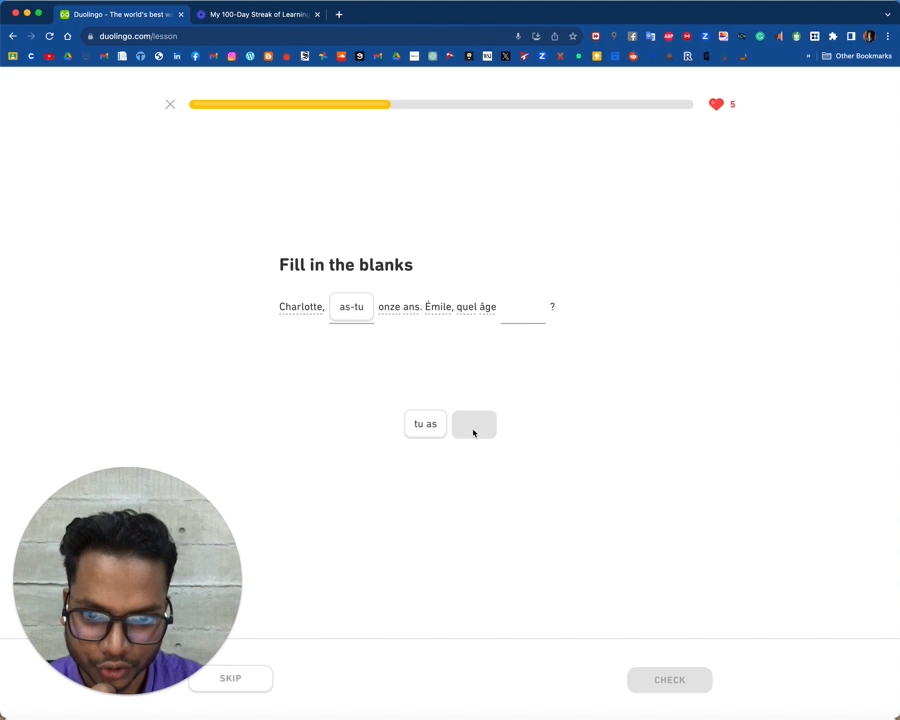 Duolingo - The world's best w
My 100-Day Streak of Learning
duolingo.com/lesson
Other Bookmarks
5
Fill in the blanks
Charlotte, as-tu onze ans. Émile, quel âge ?
tu as
SKIP
CHECK